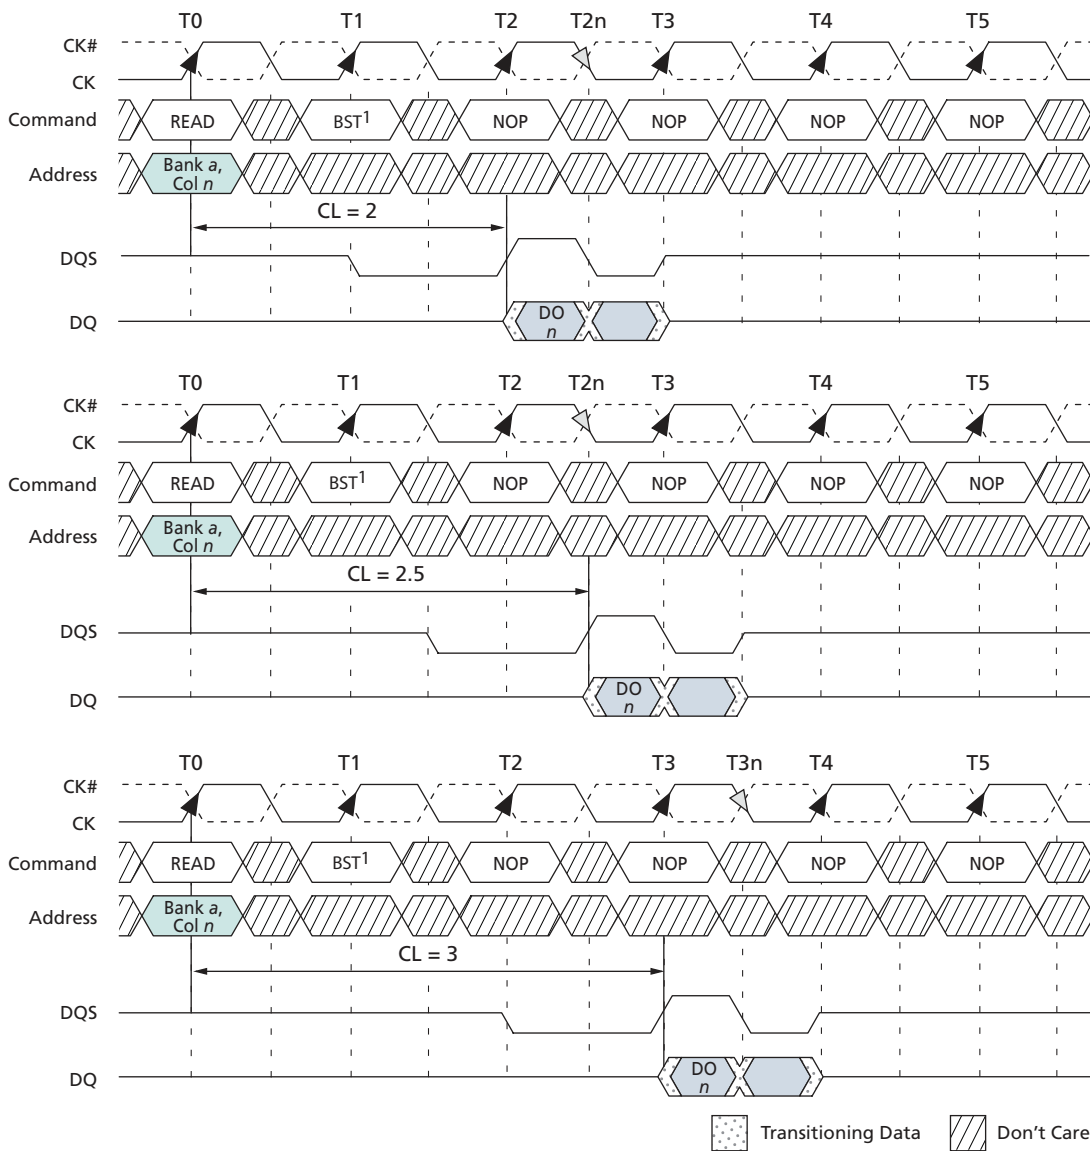 T0 T1 T2 T2n T3 T4 T5
CK#
CK
Command READ BST1 NOP NOP NOP NOP
Address Bank a,
Col n
CL = 2
DQS
DQ DO
n
T0 T1 T2 T2n T3 T4 T5
CK#
CK
Command READ BST1 NOP NOP NOP NOP
Address Bank a,
Col n
CL = 2.5
DQS
DQ DO
n
T0 T1 T2 T3 T3n T4 T5
CK#
CK
Command READ BST1 NOP NOP NOP NOP
Address Bank a,
Col n
CL = 3
DQS
DQ DO
n
Transitioning Data Don't Care